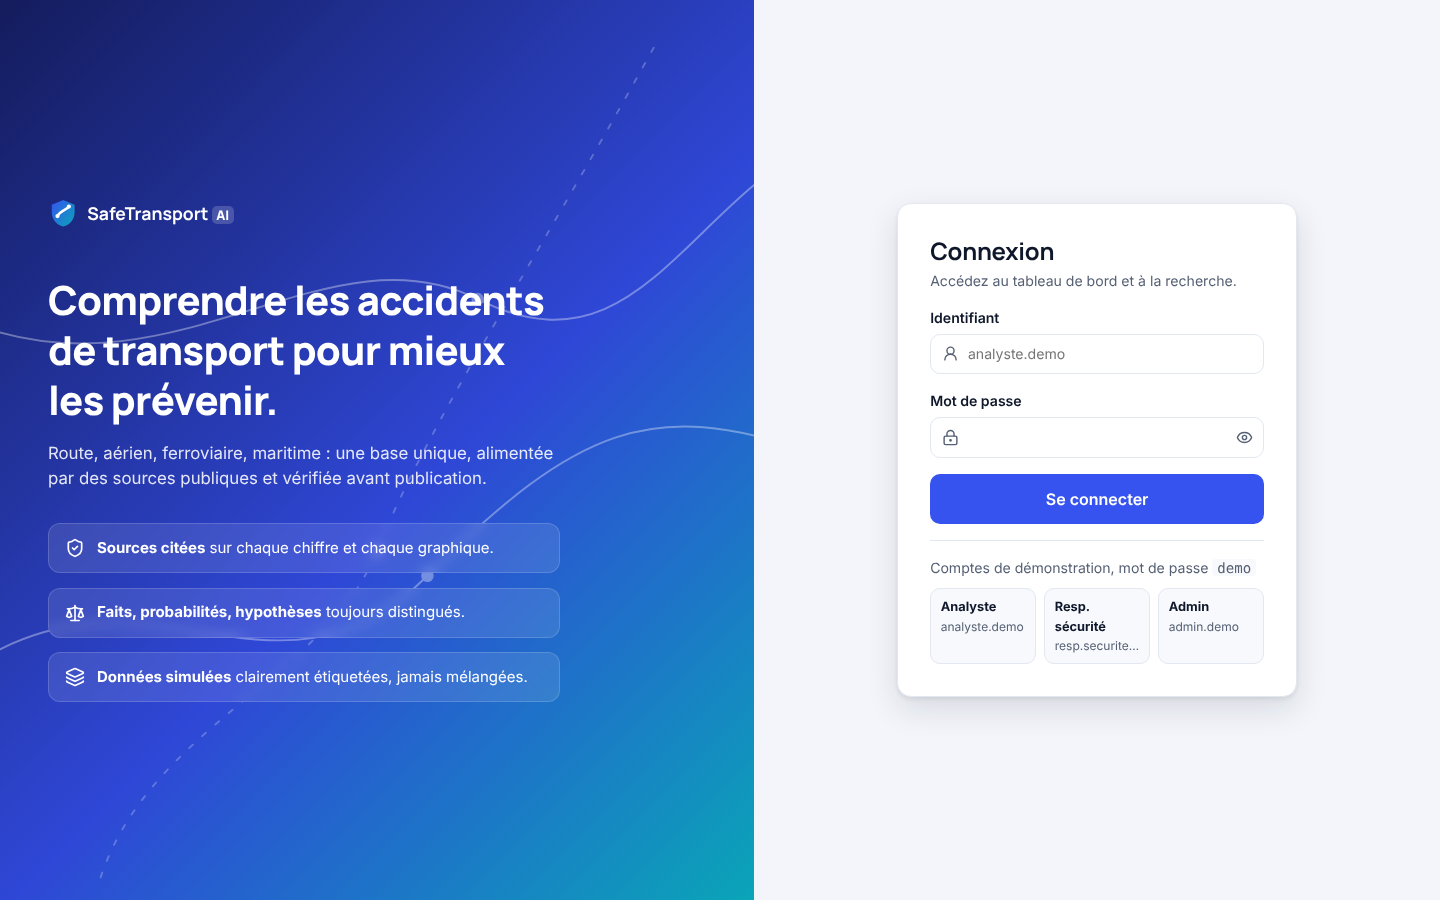 SafeTransport AI
Comprendre les accidents
de transport pour mieux
les prévenir.
Route, aérien, ferroviaire, maritime : une base unique, alimentée
par des sources publiques et vérifiée avant publication.
Sources citées sur chaque chiffre et chaque graphique.
Faits, probabilités, hypothèses toujours distingués.
Données simulées clairement étiquetées, jamais mélangées.
Connexion
Accédez au tableau de bord et à la recherche.
Identifiant
analyste.demo
Mot de passe
Se connecter
Comptes de démonstration, mot de passe demo
Analyste
analyste.demo
Resp.
sécurité
resp.securite...
Admin
admin.demo